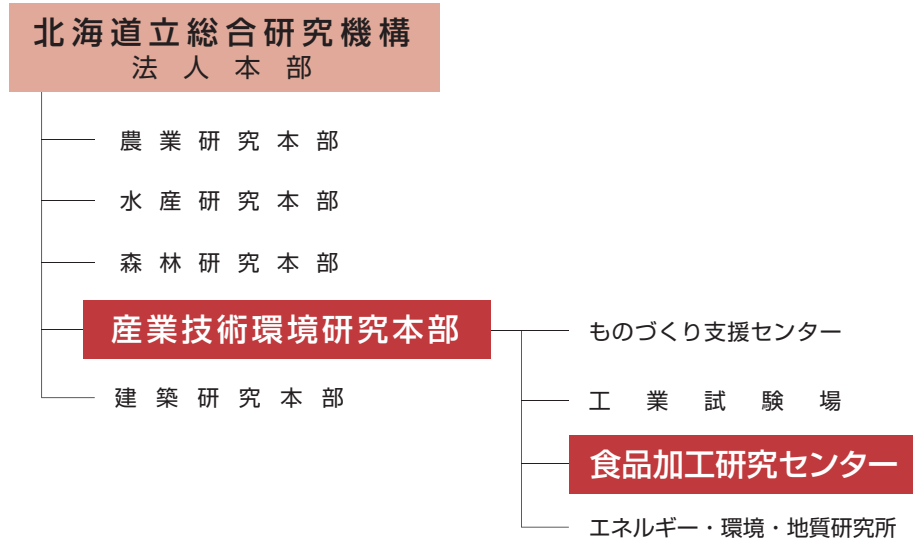 北海道立総合研究機構
法人本部
農業研究本部
水産研究本部
森林研究本部
産業技術環境研究本部
建築研究本部
ものづくり支援センター
工業試験場
食品加工研究センター
エネルギー・環境・地質研究所